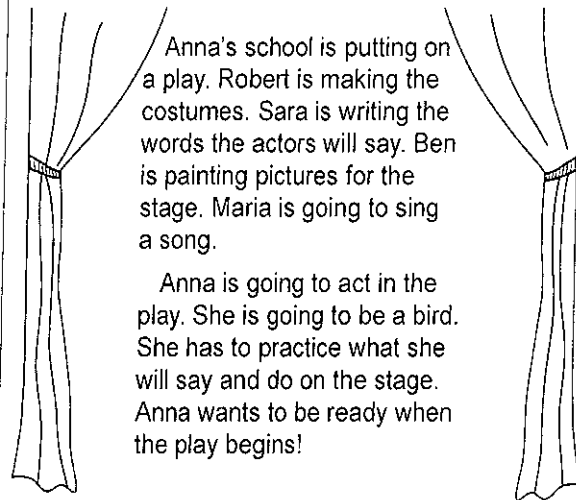 Anna's school is putting on
a play. Robert is making the
costumes. Sara is writing the
words the actors will say. Ben
is painting pictures for the
stage. Maria is going to sing
a song.
Anna is going to act in the
play. She is going to be a bird.
She has to practice what she
will say and do on the stage.
Anna wants to be ready when
the play begins!